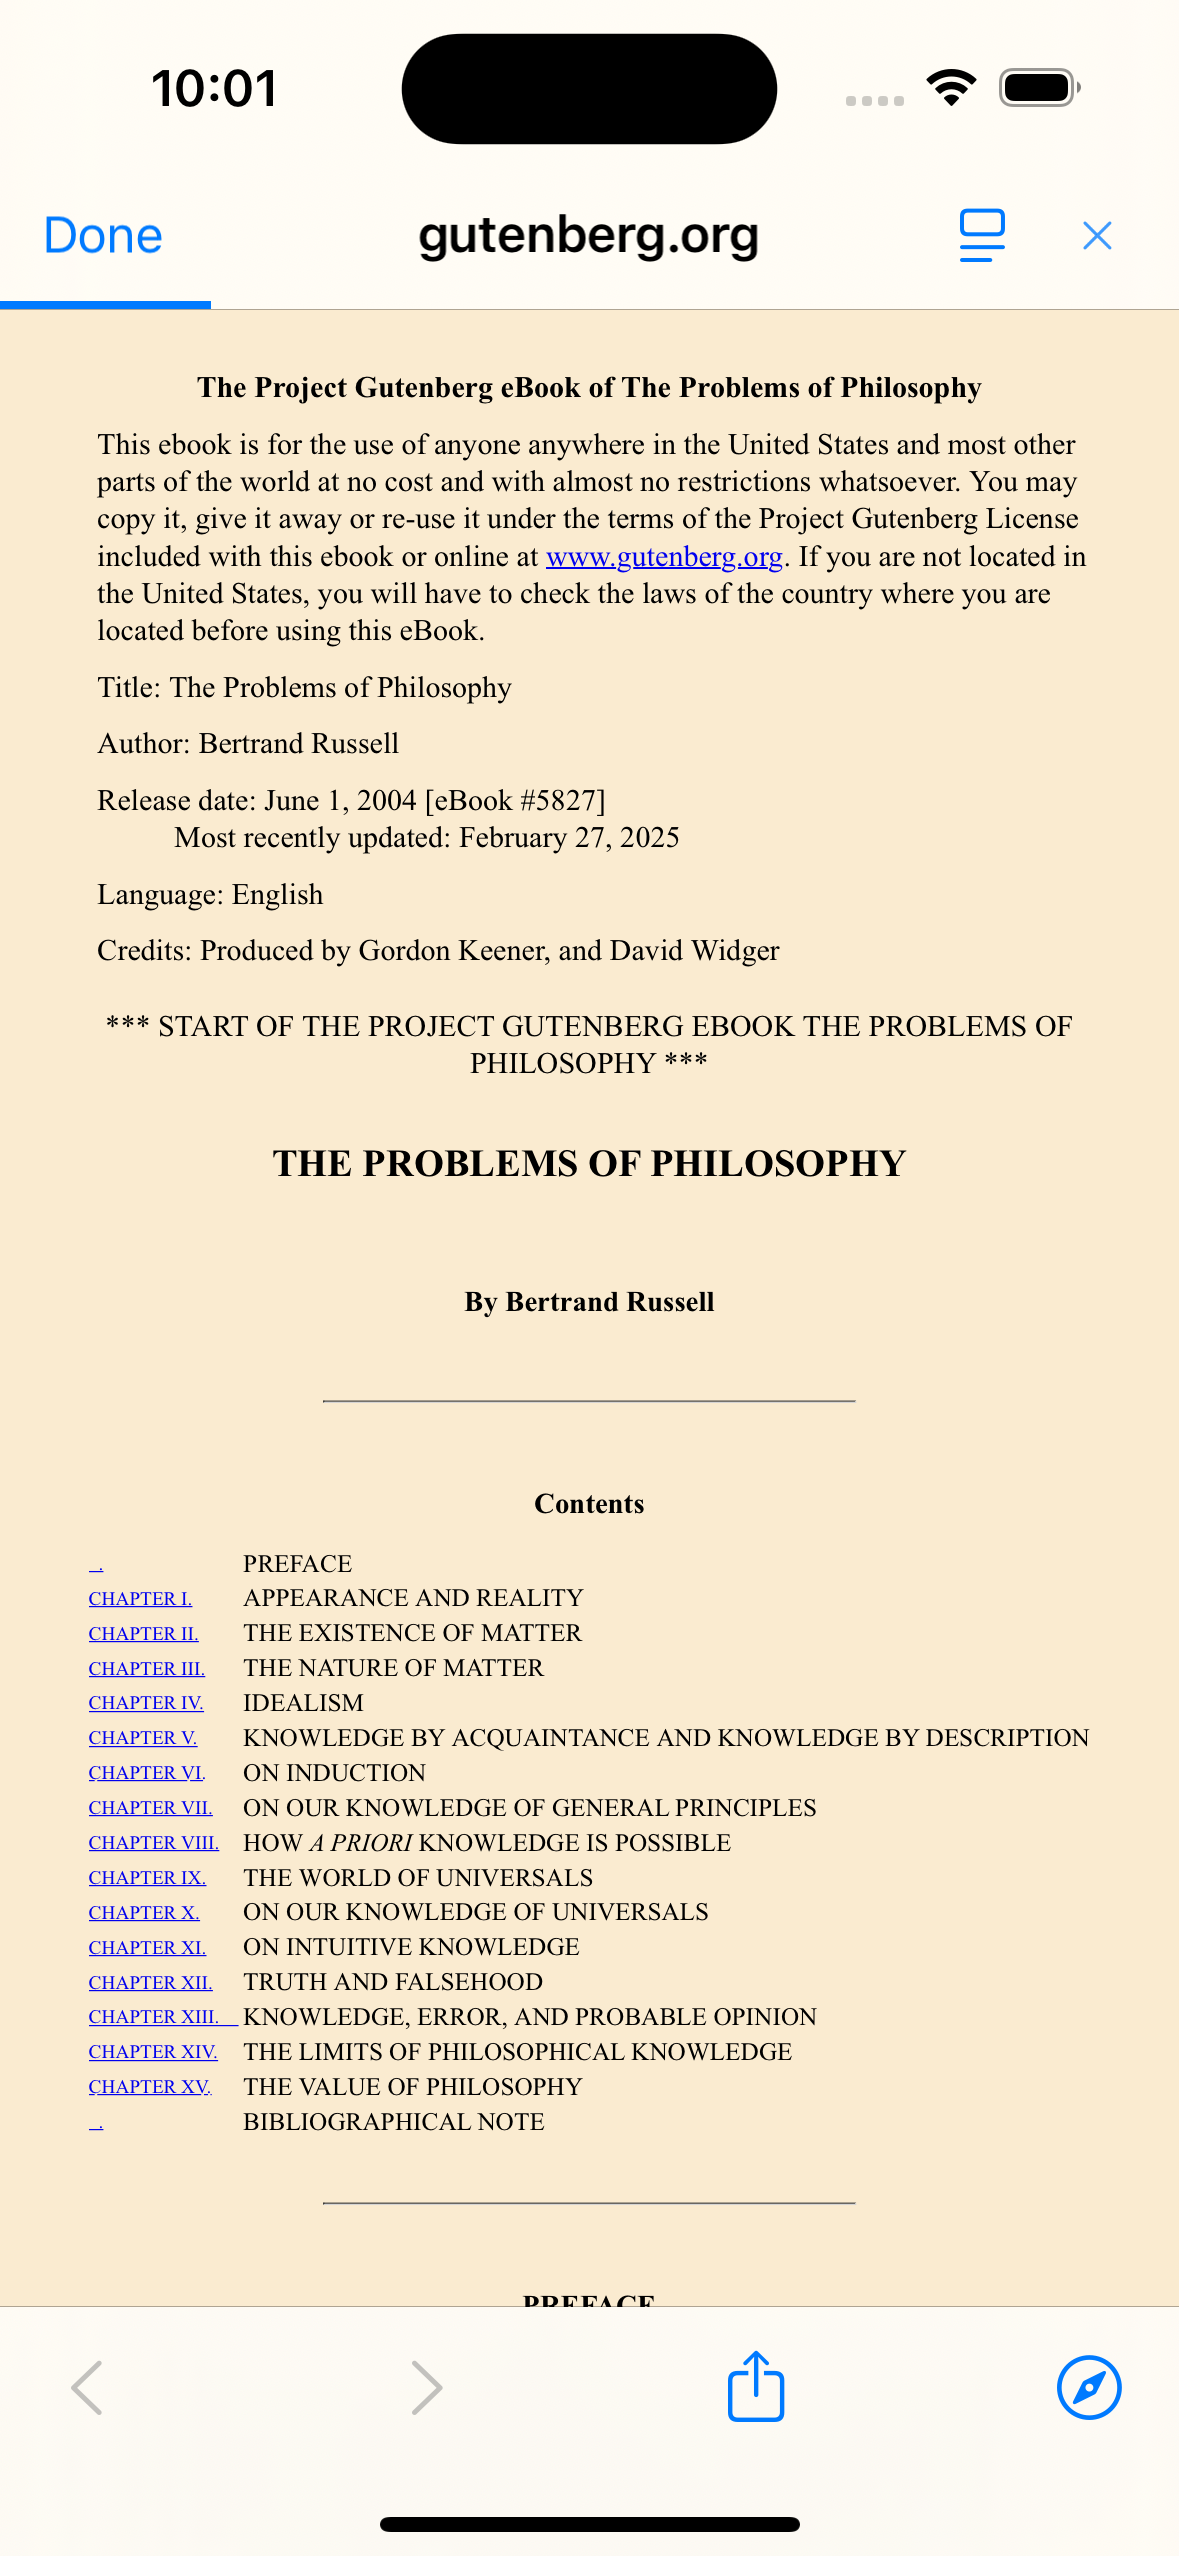 10:01
Done
gutenberg.org
The Project Gutenberg eBook of The Problems of Philosophy
This ebook is for the use of anyone anywhere in the United States and most other
parts of the world at no cost and with almost no restrictions whatsoever. You may
copy it, give it away or re-use it under the terms of the Project Gutenberg License
included with this ebook or online at www.gutenberg.org. If you are not located in
the United States, you will have to check the laws of the country where you are
located before using this eBook.
Title: The Problems of Philosophy
Author: Bertrand Russell
Release date: June 1, 2004 [eBook #5827]
Most recently updated: February 27, 2025
Language: English
Credits: Produced by Gordon Keener, and David Widger
*** START OF THE PROJECT GUTENBERG EBOOK THE PROBLEMS OF
PHILOSOPHY ***
THE PROBLEMS OF PHILOSOPHY
By Bertrand Russell
Contents
. PREFACE
CHAPTER I. APPEARANCE AND REALITY
CHAPTER II. THE EXISTENCE OF MATTER
CHAPTER III. THE NATURE OF MATTER
CHAPTER IV. IDEALISM
CHAPTER V. KNOWLEDGE BY ACQUAINTANCE AND KNOWLEDGE BY DESCRIPTION
CHAPTER VI. ON INDUCTION
CHAPTER VII. ON OUR KNOWLEDGE OF GENERAL PRINCIPLES
CHAPTER VIII. HOW A PRIORI KNOWLEDGE IS POSSIBLE
CHAPTER IX. THE WORLD OF UNIVERSALS
CHAPTER X. ON OUR KNOWLEDGE OF UNIVERSALS
CHAPTER XI. ON INTUITIVE KNOWLEDGE
CHAPTER XII. TRUTH AND FALSEHOOD
CHAPTER XIII. KNOWLEDGE, ERROR, AND PROBABLE OPINION
CHAPTER XIV. THE LIMITS OF PHILOSOPHICAL KNOWLEDGE
CHAPTER XV. THE VALUE OF PHILOSOPHY
. BIBLIOGRAPHICAL NOTE
PREFACE